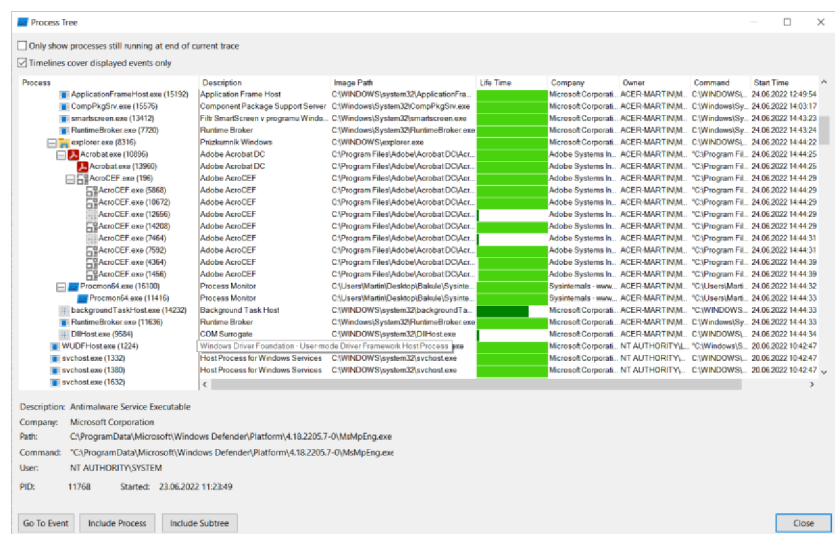 Process Tree
Only show processes still running at end of current trace
Timelines cover displayed events only
Process Description Image Path Life Time Company Owner Command Start Time
ApplicationFrameHost.exe (15192) Application Frame Host C:\WINDOWS\system32\ApplicationFra... Microsoft Corporati... ACER-MARTIN\M... C:\WINDOWS\... 24.06.2022 12:49:54
CompPkgSrv.exe (15576) Component Package Support Server C:\Windows\System32\CompPkgSrv.exe Microsoft Corporati... ACER-MARTIN\M... C:\Windows\Sy... 24.06.2022 14:03:17
smartscreen.exe (13412) Filtr SmartScreen v programu Windo... C:\Windows\System32\smartscreen.exe Microsoft Corporati... ACER-MARTIN\M... C:\Windows\Sy... 24.06.2022 14:43:23
RuntimeBroker.exe (7720) Runtime Broker C:\Windows\System32\RuntimeBroker.exe Microsoft Corporati... ACER-MARTIN\M... C:\Windows\Sy... 24.06.2022 14:43:24
explorer.exe (8316) Průzkumník Windows C:\WINDOWS\explorer.exe Microsoft Corporati... ACER-MARTIN\M... C:\WINDOWS\... 24.06.2022 14:44:22
Acrobat.exe (10896) Adobe Acrobat DC C:\Program Files\Adobe\Acrobat DC\Acr... Adobe Systems In... ACER-MARTIN\M... "C:\Program Fil... 24.06.2022 14:44:25
Acrobat.exe (13960) Adobe Acrobat DC C:\Program Files\Adobe\Acrobat DC\Acr... Adobe Systems In... ACER-MARTIN\M... "C:\Program Fil... 24.06.2022 14:44:25
AcroCEF.exe (196) Adobe AcroCEF C:\Program Files\Adobe\Acrobat DC\Acr... Adobe Systems In... ACER-MARTIN\M... "C:\Program Fil... 24.06.2022 14:44:29
AcroCEF.exe (5868) Adobe AcroCEF C:\Program Files\Adobe\Acrobat DC\Acr... Adobe Systems In... ACER-MARTIN\M... "C:\Program Fil... 24.06.2022 14:44:29
AcroCEF.exe (10672) Adobe AcroCEF C:\Program Files\Adobe\Acrobat DC\Acr... Adobe Systems In... ACER-MARTIN\M... "C:\Program Fil... 24.06.2022 14:44:29
AcroCEF.exe (12656) Adobe AcroCEF C:\Program Files\Adobe\Acrobat DC\Acr... Adobe Systems In... ACER-MARTIN\M... "C:\Program Fil... 24.06.2022 14:44:29
AcroCEF.exe (14208) Adobe AcroCEF C:\Program Files\Adobe\Acrobat DC\Acr... Adobe Systems In... ACER-MARTIN\M... "C:\Program Fil... 24.06.2022 14:44:29
AcroCEF.exe (7464) Adobe AcroCEF C:\Program Files\Adobe\Acrobat DC\Acr... Adobe Systems In... ACER-MARTIN\M... "C:\Program Fil... 24.06.2022 14:44:31
AcroCEF.exe (7592) Adobe AcroCEF C:\Program Files\Adobe\Acrobat DC\Acr... Adobe Systems In... ACER-MARTIN\M... "C:\Program Fil... 24.06.2022 14:44:31
AcroCEF.exe (4364) Adobe AcroCEF C:\Program Files\Adobe\Acrobat DC\Acr... Adobe Systems In... ACER-MARTIN\M... "C:\Program Fil... 24.06.2022 14:44:39
AcroCEF.exe (1456) Adobe AcroCEF C:\Program Files\Adobe\Acrobat DC\Acr... Adobe Systems In... ACER-MARTIN\M... "C:\Program Fil... 24.06.2022 14:44:39
Procmon64.exe (16100) Process Monitor C:\Users\Martin\Desktop\Bakule\Sysinte... Sysinternals - www... ACER-MARTIN\M... "C:\Users\Marti... 24.06.2022 14:44:32
Procmon64.exe (11416) Process Monitor C:\Users\Martin\Desktop\Bakule\Sysinte... Sysinternals - www... ACER-MARTIN\M... "C:\Users\Marti... 24.06.2022 14:44:33
backgroundTaskHost.exe (14232) Background Task Host C:\WINDOWS\system32\backgroundTa... Microsoft Corporati... ACER-MARTIN\M... "C:\WINDOWS... 24.06.2022 14:44:33
RuntimeBroker.exe (11636) Runtime Broker C:\Windows\System32\RuntimeBroker.exe Microsoft Corporati... ACER-MARTIN\M... C:\Windows\Sy... 24.06.2022 14:44:33
DllHost.exe (9684) COM Surrogate C:\WINDOWS\system32\DllHost.exe Microsoft Corporati... ACER-MARTIN\M... C:\WINDOWS\... 24.06.2022 14:44:34
WUDFHost.exe (1224) Windows Driver Foundation - User-mode Driver Framework Host Process exe Microsoft Corporati... NT AUTHORITY\L... "C:\Windows\S... 20.06.2022 10:42:47
svchost.exe (1332) Host Process for Windows Services C:\WINDOWS\system32\svchost.exe Microsoft Corporati... NT AUTHORITY\... C:\WINDOWS\... 20.06.2022 10:42:47
svchost.exe (1380) Host Process for Windows Services C:\WINDOWS\system32\svchost.exe Microsoft Corporati... NT AUTHORITY\... C:\WINDOWS\... 20.06.2022 10:42:47
svchost.exe (1632)
Description: Antimalware Service Executable
Company: Microsoft Corporation
Path: C:\ProgramData\Microsoft\Windows Defender\Platform\4.18.2205.7-0\MsMpEng.exe
Command: "C:\ProgramData\Microsoft\Windows Defender\Platform\4.18.2205.7-0\MsMpEng.exe
User: NT AUTHORITY\SYSTEM
PID: 11768 Started: 23.06.2022 11:23:49
Go To Event Include Process Include Subtree Close